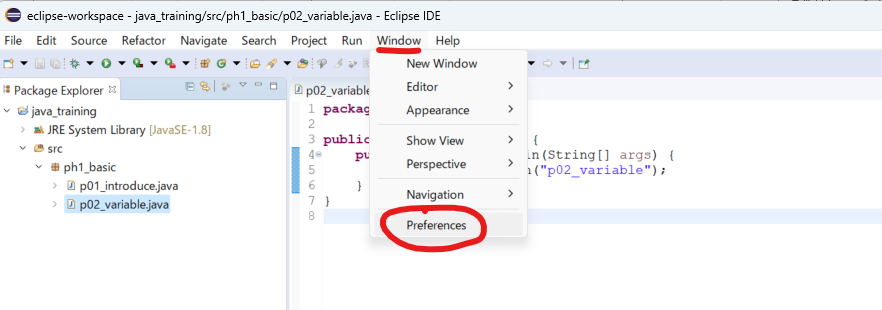 eclipse-workspace - java_training/src/ph1_basic/p02_variable.java - Eclipse IDE
File Edit Source Refactor Navigate Search Project Run Window Help
Package Explorer
java_training
JRE System Library [JavaSE-1.8]
src
ph1_basic
p01_introduce.java
p02_variable.java
p02_variable
1 packag
2
3 public {
4 pu in(String[] args) {
5 n("p02_variable");
6 }
7 }
8
New Window
Editor
Appearance
Show View
Perspective
Navigation
Preferences